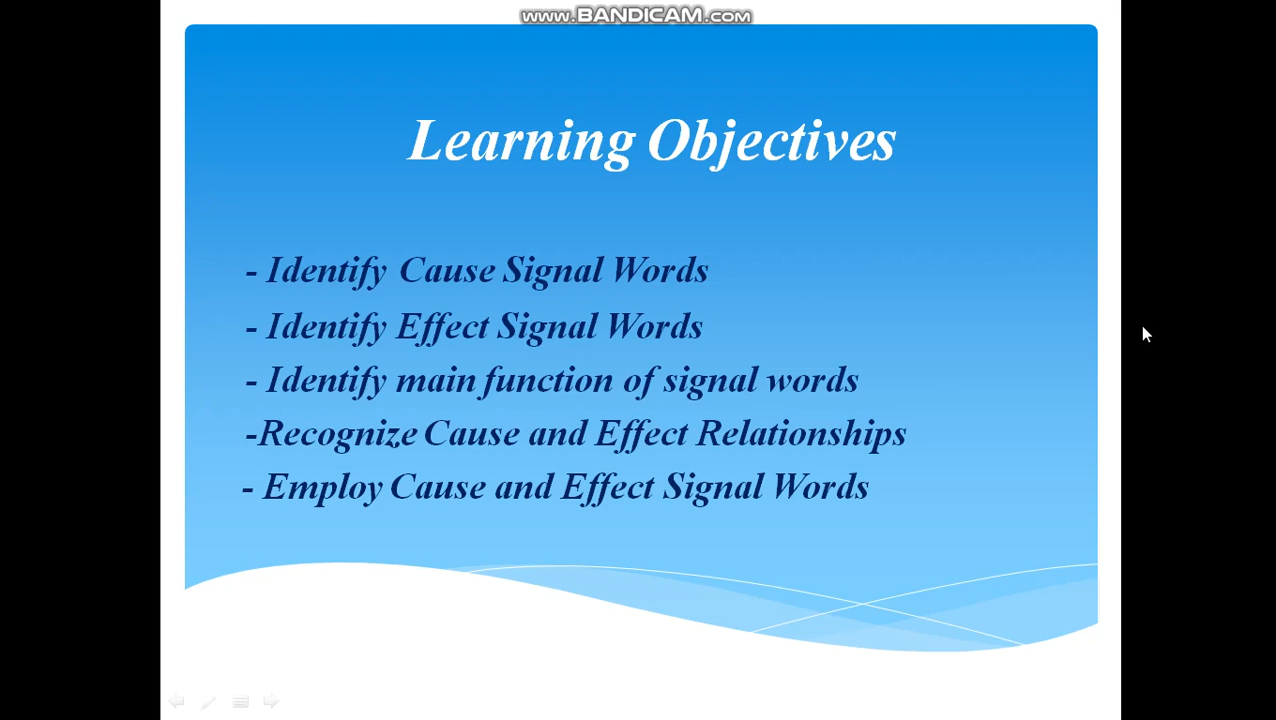 www.BANDICAM.com
Learning Objectives
- Identify Cause Signal Words
- Identify Effect Signal Words
- Identify main function of signal words
-Recognize Cause and Effect Relationships
- Employ Cause and Effect Signal Words